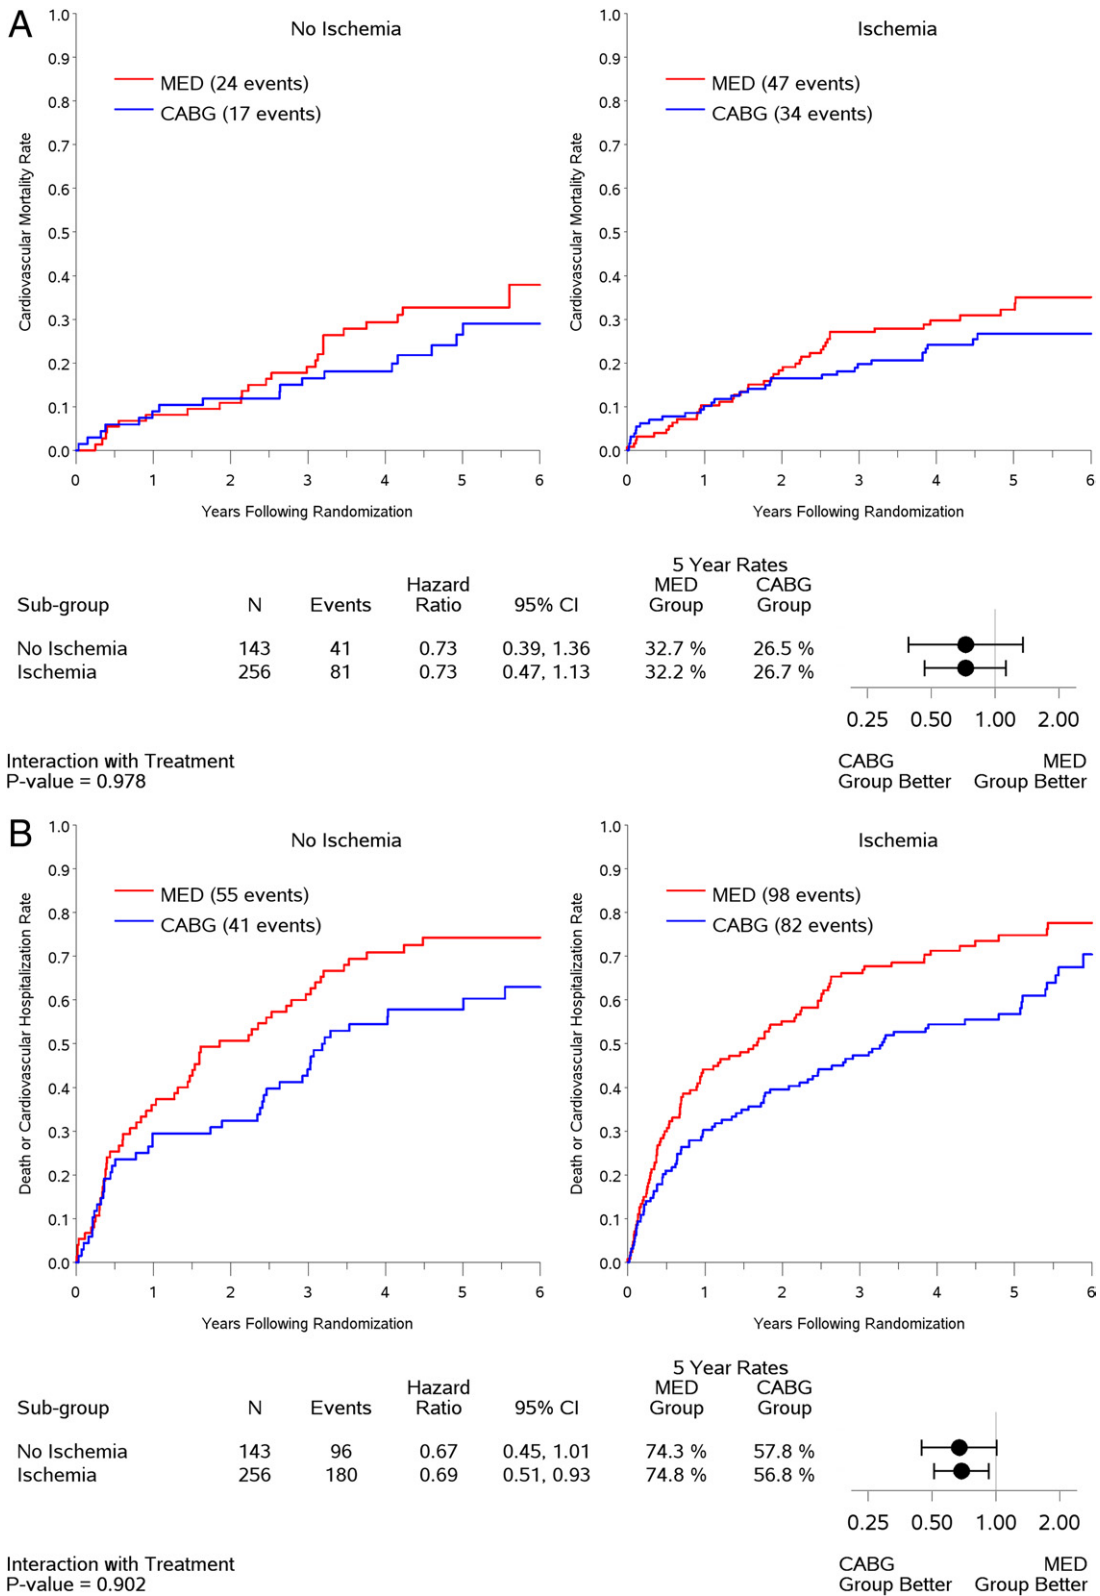 A
No Ischemia
MED (24 events)
CABG (17 events)
Cardiovascular Mortality Rate
1.0
0.9
0.8
0.7
0.6
0.5
0.4
0.3
0.2
0.1
0.0
0 1 2 3 4 5 6
Years Following Randomization
Ischemia
MED (47 events)
CABG (34 events)
Cardiovascular Mortality Rate
1.0
0.9
0.8
0.7
0.6
0.5
0.4
0.3
0.2
0.1
0.0
0 1 2 3 4 5 6
Years Following Randomization
5 Year Rates
Hazard MED CABG
Sub-group N Events Ratio 95% CI Group Group
No Ischemia 143 41 0.73 0.39, 1.36 32.7 % 26.5 %
Ischemia 256 81 0.73 0.47, 1.13 32.2 % 26.7 %
0.25 0.50 1.00 2.00
Interaction with Treatment CABG MED
P-value = 0.978 Group Better Group Better
B
No Ischemia
MED (55 events)
CABG (41 events)
Death or Cardiovascular Hospitalization Rate
1.0
0.9
0.8
0.7
0.6
0.5
0.4
0.3
0.2
0.1
0.0
0 1 2 3 4 5 6
Years Following Randomization
Ischemia
MED (98 events)
CABG (82 events)
Death or Cardiovascular Hospitalization Rate
1.0
0.9
0.8
0.7
0.6
0.5
0.4
0.3
0.2
0.1
0.0
0 1 2 3 4 5 6
Years Following Randomization
5 Year Rates
Hazard MED CABG
Sub-group N Events Ratio 95% CI Group Group
No Ischemia 143 96 0.67 0.45, 1.01 74.3 % 57.8 %
Ischemia 256 180 0.69 0.51, 0.93 74.8 % 56.8 %
0.25 0.50 1.00 2.00
Interaction with Treatment CABG MED
P-value = 0.902 Group Better Group Better